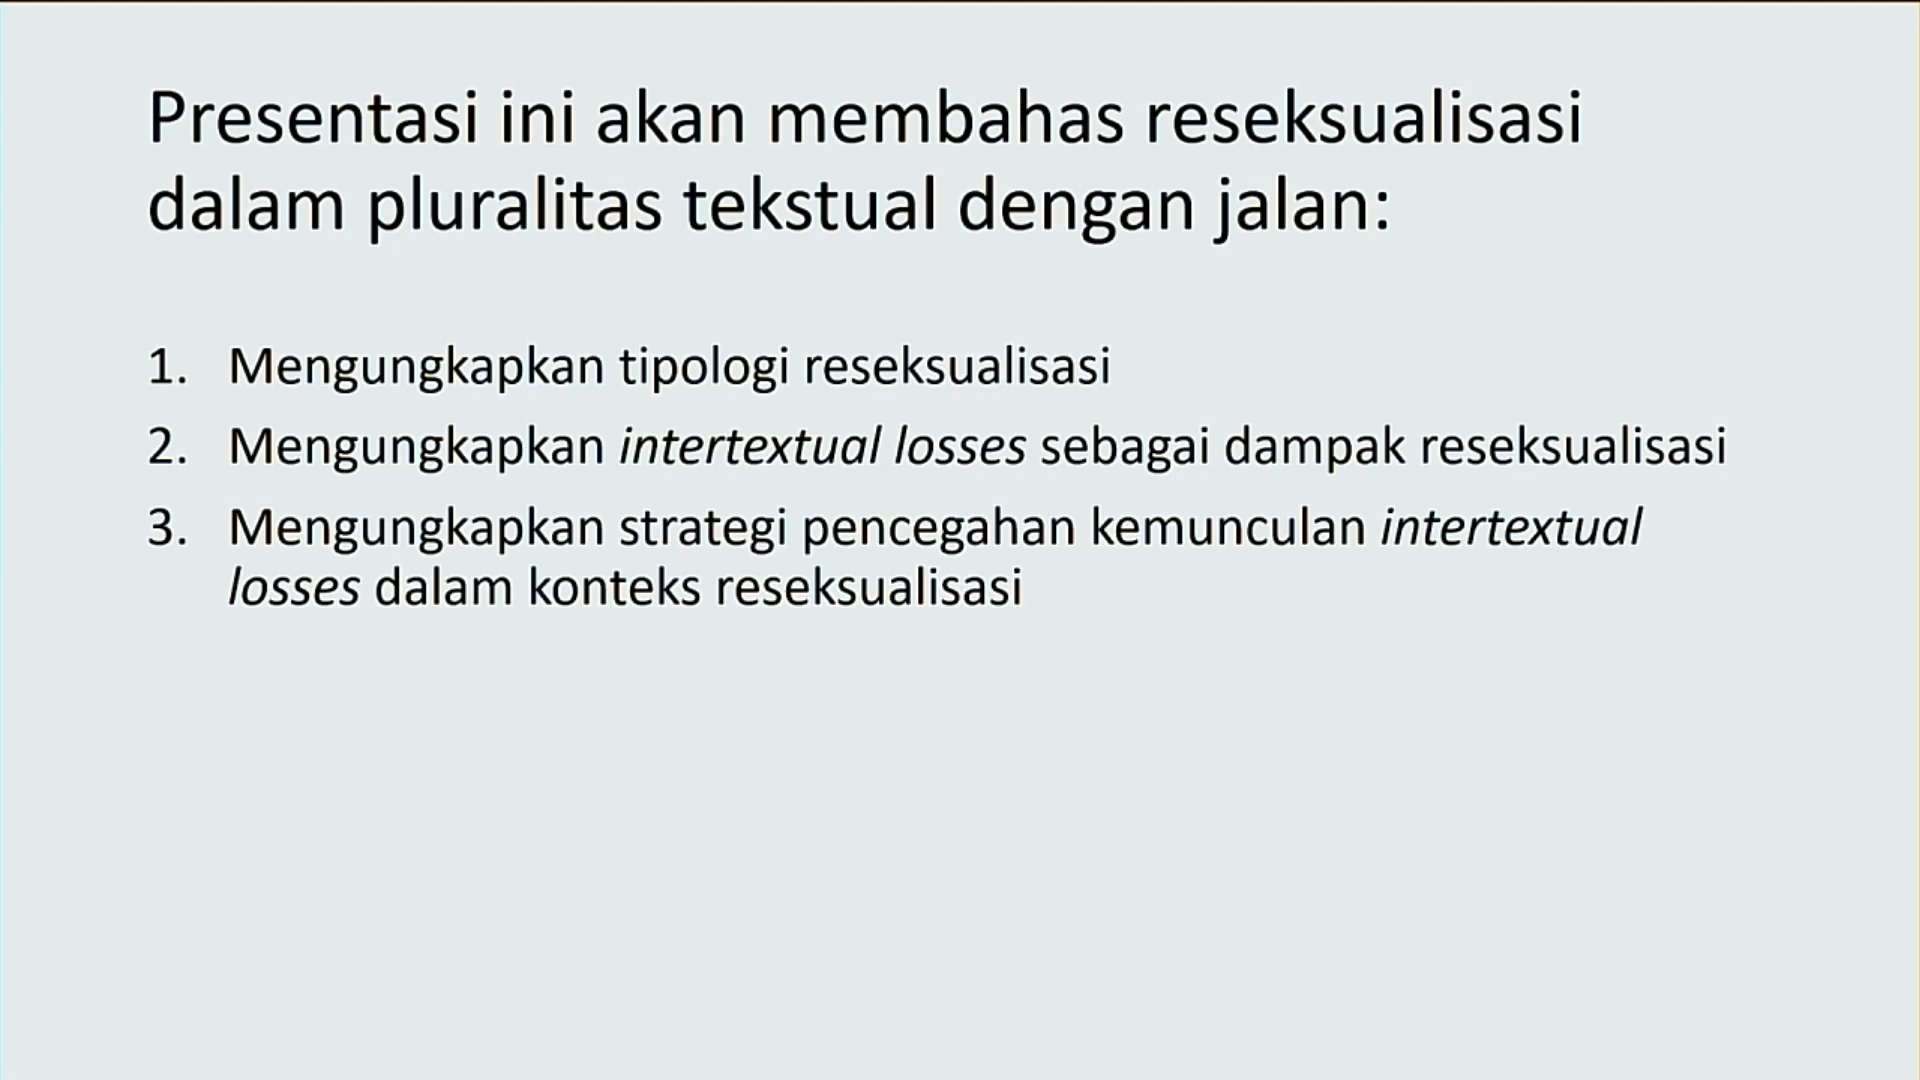 Presentasi ini akan membahas reseksualisasi
dalam pluralitas tekstual dengan jalan:
1. Mengungkapkan tipologi reseksualisasi
2. Mengungkapkan intertextual losses sebagai dampak reseksualisasi
3. Mengungkapkan strategi pencegahan kemunculan intertextual
losses dalam konteks reseksualisasi